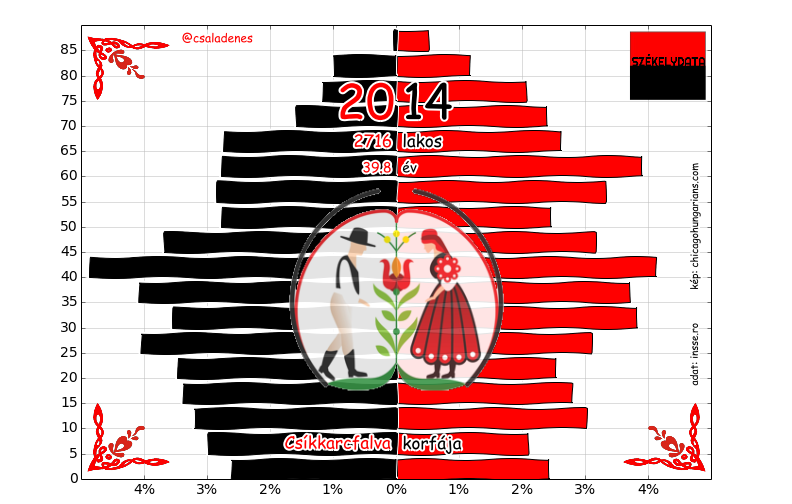 @csaladenes
SZÉKELYDATA
2014
2716 lakos
39.8 év
kép: chicagohungarians.com
adat: insse.ro
Csíkkarcfalva korfája
85
80
75
70
65
60
55
50
45
40
35
30
25
20
15
10
5
0
4% 3% 2% 1% 0% 1% 2% 3% 4%